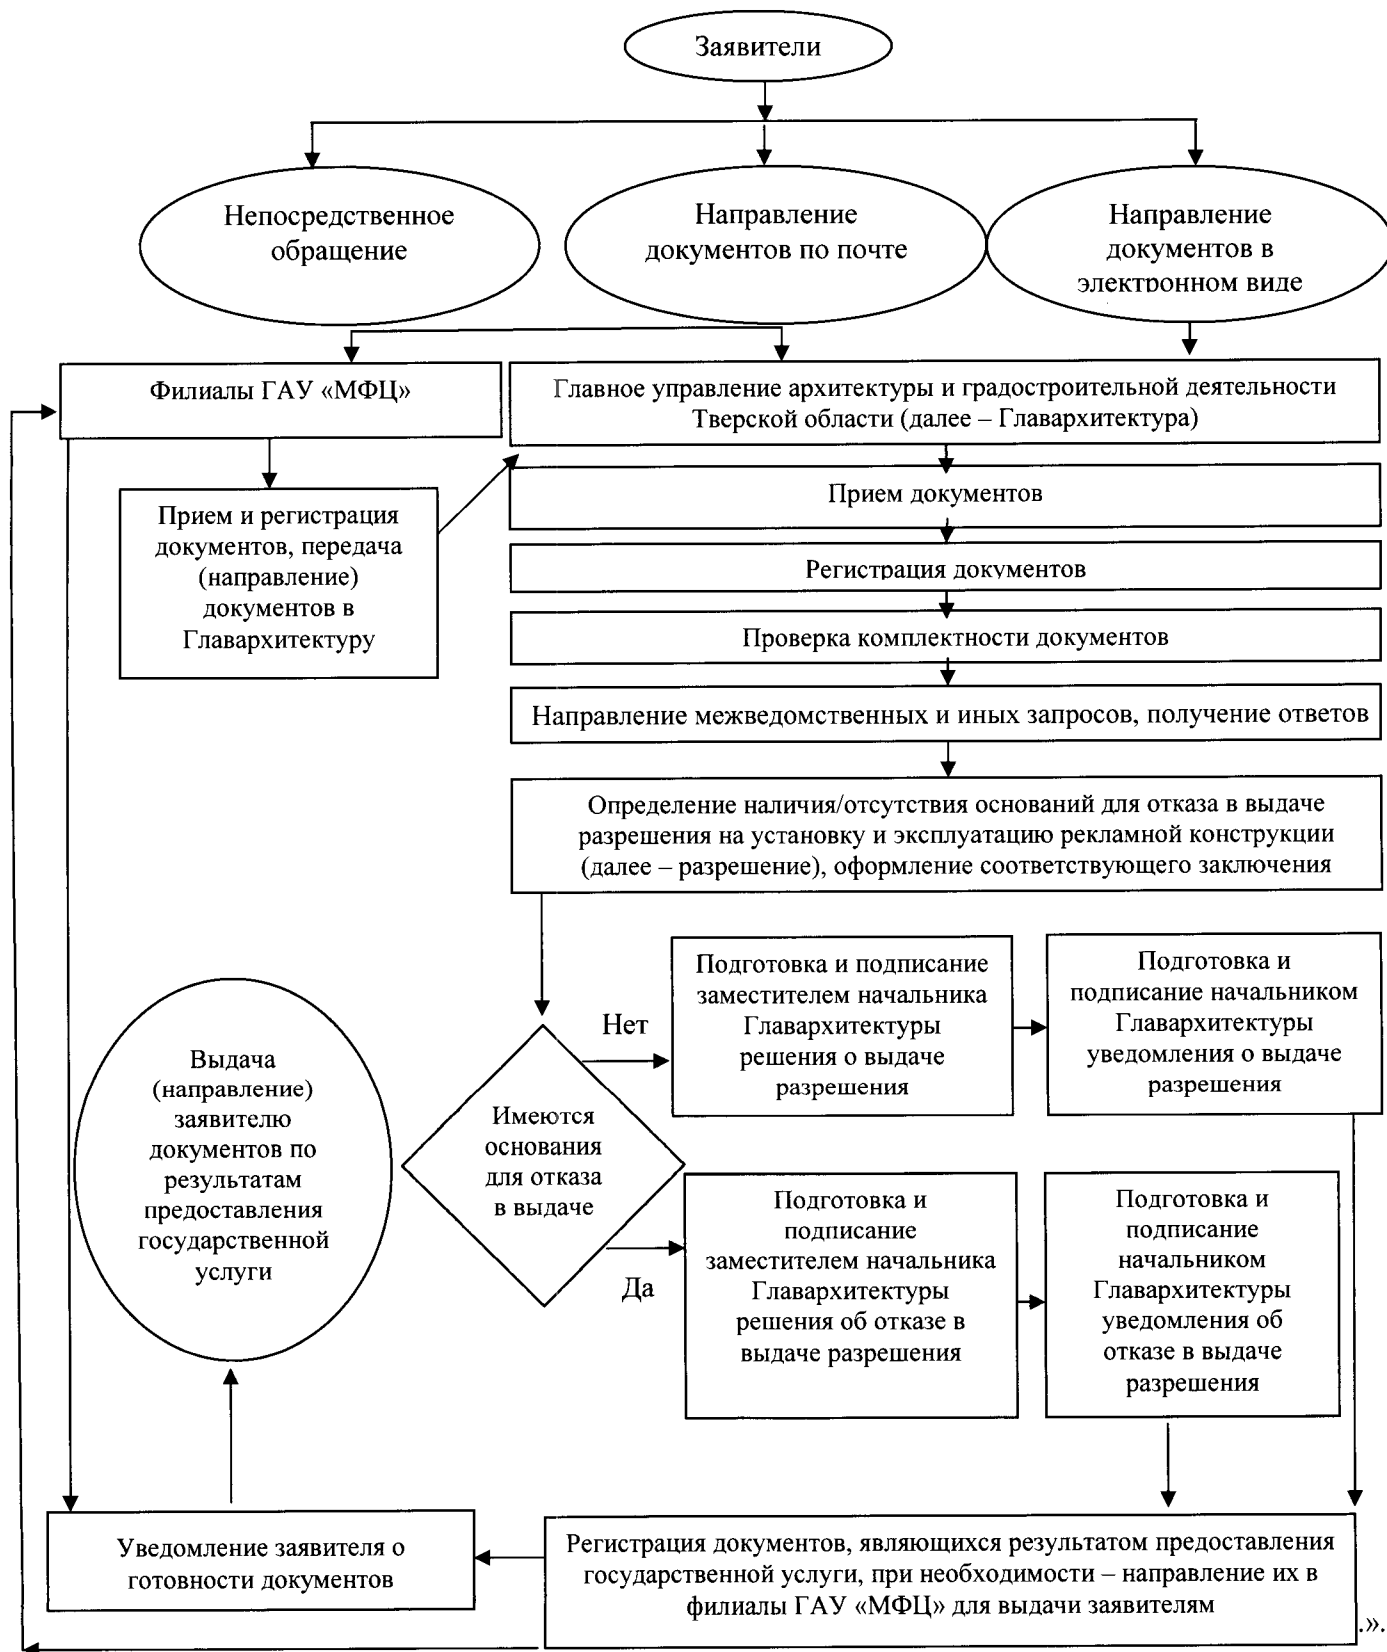 Заявители
Непосредственное
обращение
Направление
документов по почте
Направление
документов в
электронном виде
Филиалы ГАУ «МФЦ»
Главное управление архитектуры и градостроительной деятельности
Тверской области (далее – Главархитектура)
Прием и регистрация
документов, передача
(направление)
документов в
Главархитектуру
Прием документов
Регистрация документов
Проверка комплектности документов
Направление межведомственных и иных запросов, получение ответов
Определение наличия/отсутствия оснований для отказа в выдаче
разрешения на установку и эксплуатацию рекламной конструкции
(далее – разрешение), оформление соответствующего заключения
Имеются
основания
для отказа
в выдаче
Нет
Подготовка и подписание
заместителем начальника
Главархитектуры
решения о выдаче
разрешения
Подготовка и
подписание начальником
Главархитектуры
уведомления о выдаче
разрешения
Да
Подготовка и
подписание
заместителем начальника
Главархитектуры
решения об отказе в
выдаче разрешения
Подготовка и
подписание
начальником
Главархитектуры
уведомления об
отказе в выдаче
разрешения
Выдача
(направление)
заявителю
документов по
результатам
предоставления
государственной
услуги
Уведомление заявителя о
готовности документов
Регистрация документов, являющихся результатом предоставления
государственной услуги, при необходимости – направление их в
филиалы ГАУ «МФЦ» для выдачи заявителям
.».